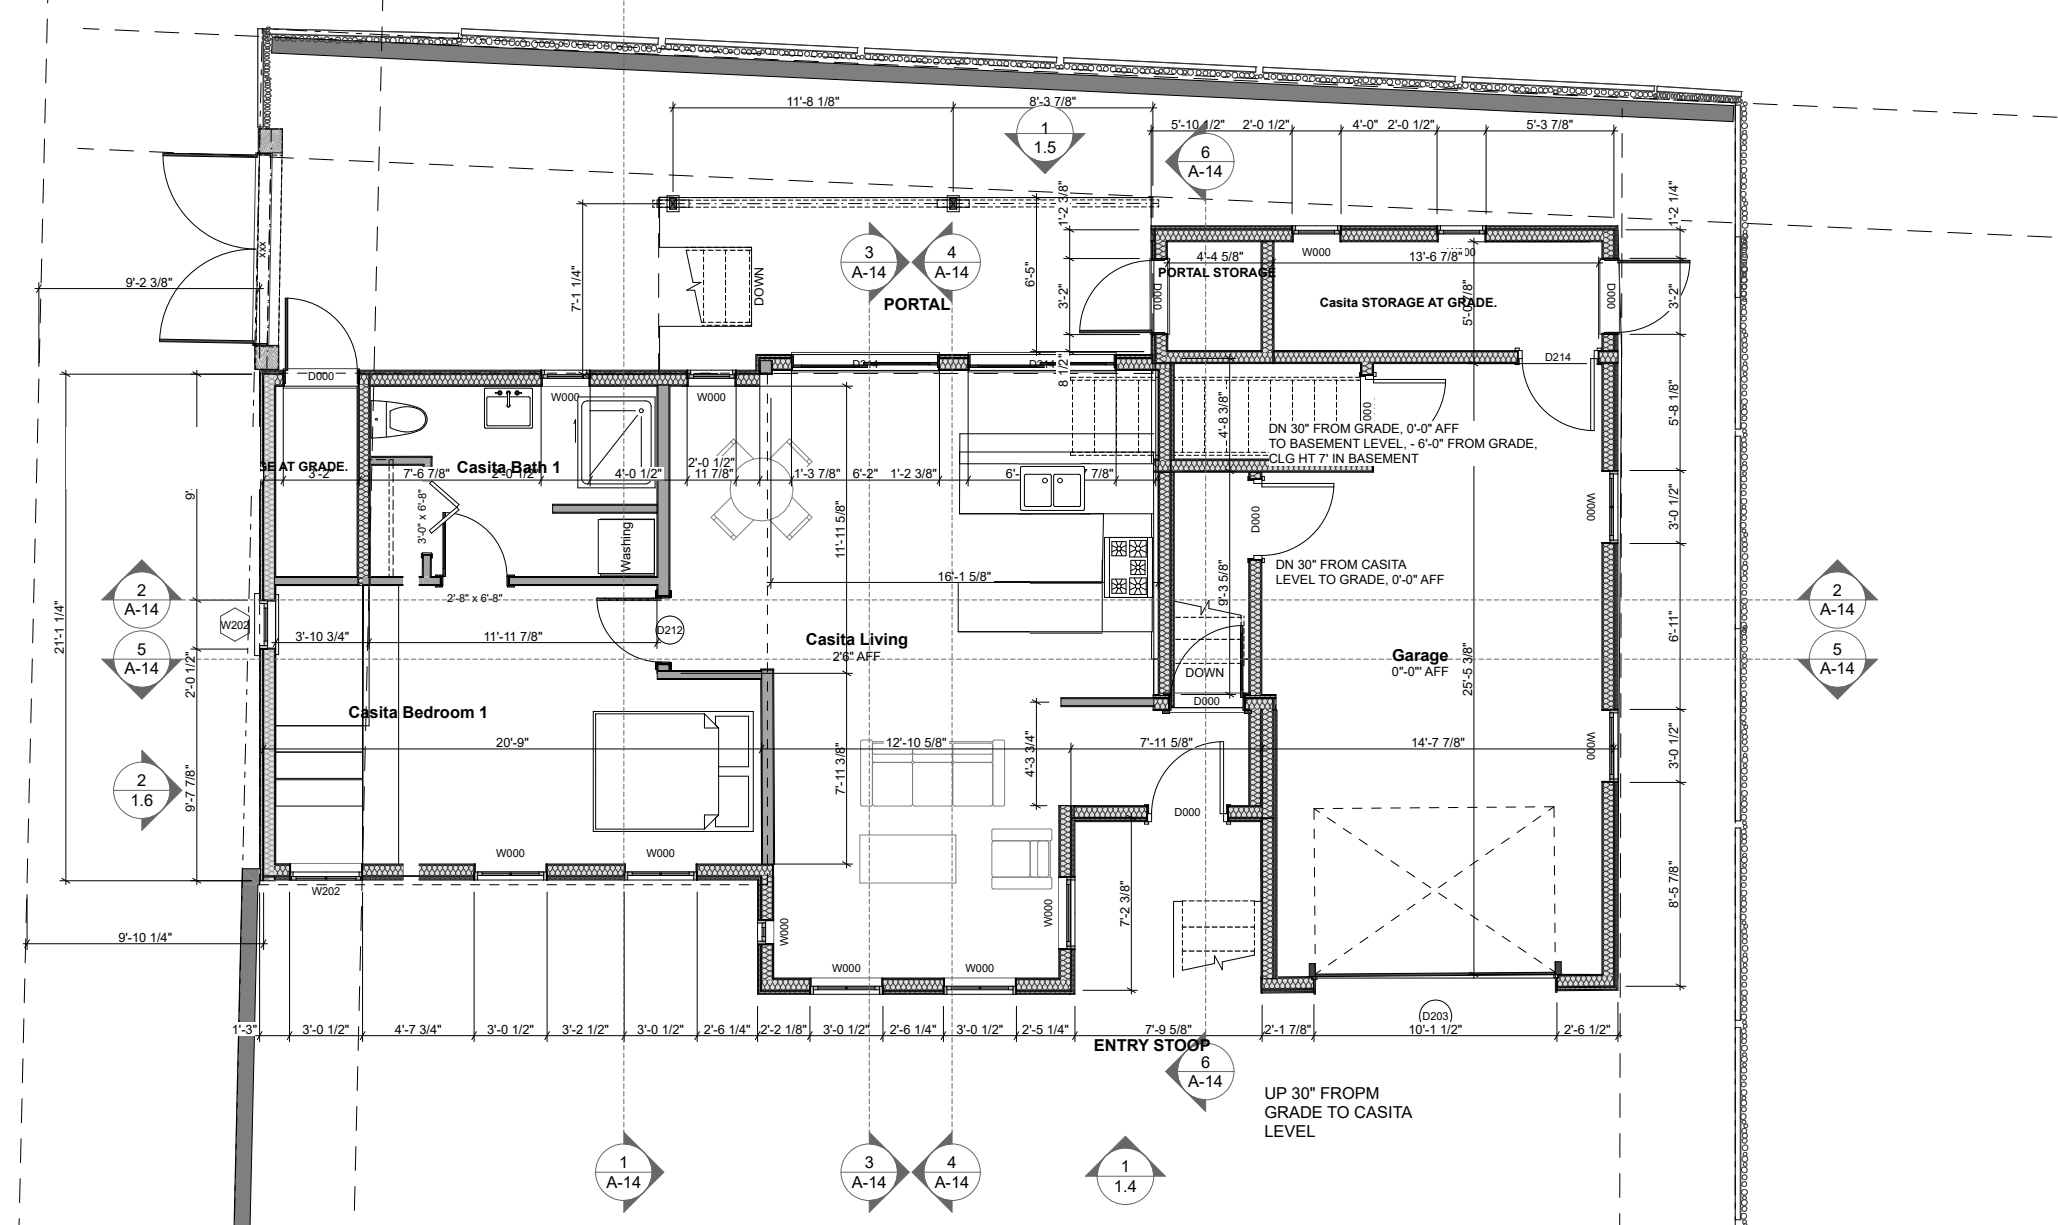 11'-8 1/8"
8'-3 7/8"
1
1.5
5'-10 1/2"
2'-0 1/2"
4'-0"
2'-0 1/2"
5'-3 7/8"
6
A-14
1'-2 3/8"
1'-2 1/4"
XXX
9'-2 3/8"
7'-1 1/4"
DOWN
3
A-14
4
A-14
PORTAL
6'-5"
3'-2"
D000
4'-4 5/8"
PORTAL STORAGE
W000
13'-6 7/8"
Casita STORAGE AT GRADE.
D000
3'-2"
D214
8 1/2"
D214
D000
W000
W000
4'-8 3/8"
D000
5'-8 1/8"
DN 30" FROM GRADE, 0'-0" AFF
TO BASEMENT LEVEL, - 6'-0" FROM GRADE,
CLG HT 7' IN BASEMENT
AT GRADE.
3'-2"
Casita Bath 1
7'-6 7/8"
2'-0 1/2"
4'-0 1/2"
2'-0 1/2"
11 7/8"
1'-3 7/8"
6'-2"
1'-2 3/8"
3'-0" x 6'-8"
Washing
11'-11 5/8"
W000
3'-0 1/2"
D000
DN 30" FROM CASITA
LEVEL TO GRADE, 0'-0" AFF
16'-1 5/8"
9'-3 5/8"
2
A-14
W202
2'-8" x 6'-8"
2
A-14
21'-1 1/4"
3'-10 3/4"
11'-11 7/8"
D212
Casita Living
2'6" AFF
6'-11"
5
A-14
Garage
0"-0"' AFF
25'-5 3/8"
5
A-14
2'-0 1/2"
DOWN
D000
Casita Bedroom 1
20'-9"
12'-10 5/8"
4'-3 3/4"
7'-11 5/8"
14'-7 7/8"
W000
3'-0 1/2"
2
1.6
9'-7 7/8"
7'-11 3/8"
D000
W000
W000
W202
7'-2 3/8"
8'-5 7/8"
W000
W000
9'-10 1/4"
W000
W000
D203
1'-3"
3'-0 1/2"
4'-7 3/4"
3'-0 1/2"
3'-2 1/2"
3'-0 1/2"
2'-6 1/4"
2'-2 1/8"
3'-0 1/2"
2'-6 1/4"
3'-0 1/2"
2'-5 1/4"
7'-9 5/8"
2'-1 7/8"
10'-1 1/2"
2'-6 1/2"
ENTRY STOOP
6
A-14
UP 30" FROPM
GRADE TO CASITA
LEVEL
1
A-14
3
A-14
4
A-14
1
1.4